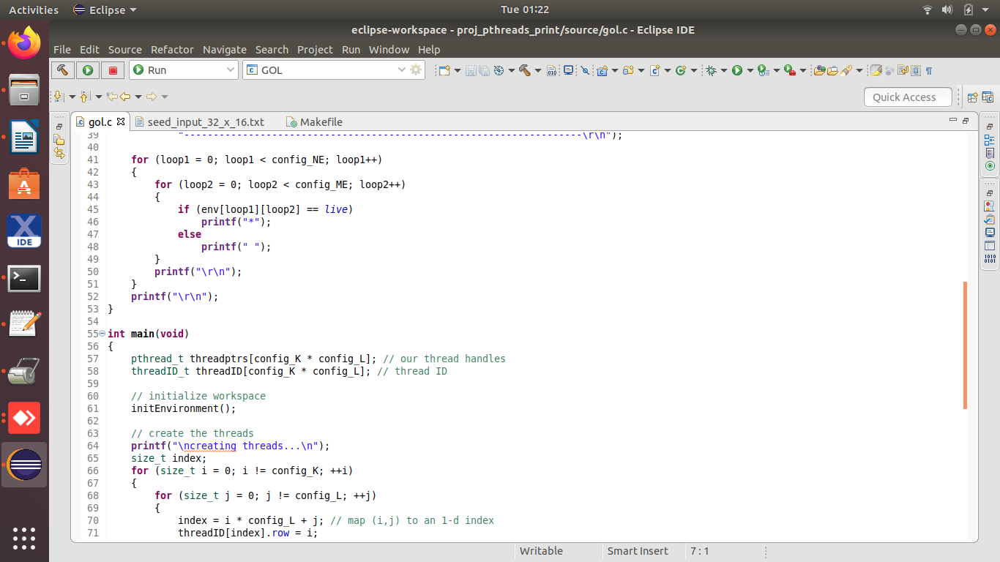 Activities Eclipse Tue 01:22
eclipse-workspace - proj_pthreads_print/source/gol.c - Eclipse IDE
File Edit Source Refactor Navigate Search Project Run Window Help
Run GOL
Quick Access
gol.c seed_input_32_x_16.txt Makefile
39 "--------------------------------------------------------------------\r\n");
40
41 for (loop1 = 0; loop1 < config_NE; loop1++)
42 {
43 for (loop2 = 0; loop2 < config_ME; loop2++)
44 {
45 if (env[loop1][loop2] == live)
46 printf("*");
47 else
48 printf(" ");
49 }
50 printf("\r\n");
51 }
52 printf("\r\n");
53 }
54
55 int main(void)
56 {
57 pthread_t threadptrs[config_K * config_L]; // our thread handles
58 threadID_t threadID[config_K * config_L]; // thread ID
59
60 // initialize workspace
61 initEnvironment();
62
63 // create the threads
64 printf("\ncreating threads...\n");
65 size_t index;
66 for (size_t i = 0; i != config_K; ++i)
67 {
68 for (size_t j = 0; j != config_L; ++j)
69 {
70 index = i * config_L + j; // map (i,j) to an 1-d index
71 threadID[index].row = i;
Writable Smart Insert 7 : 1
IDE